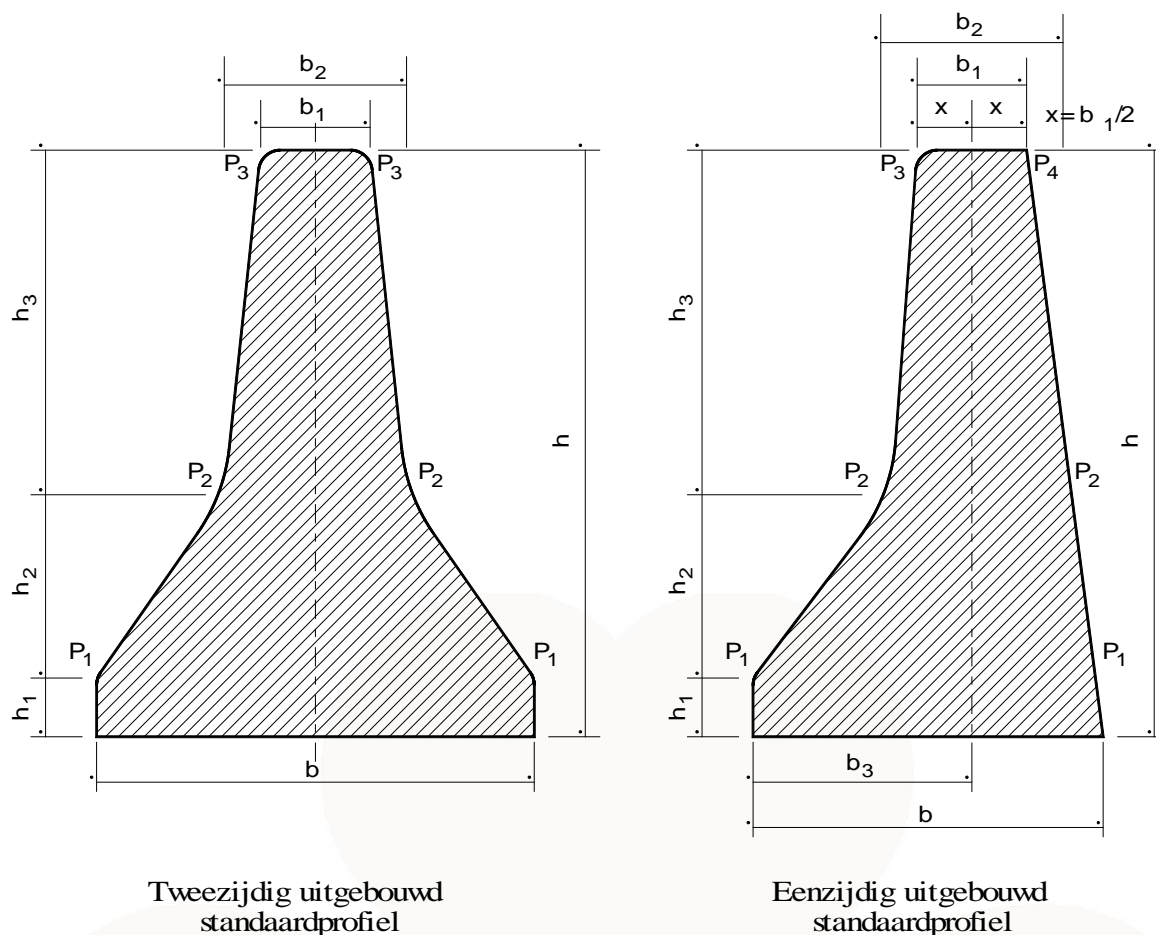 b2
b1
P3 P3
h3
h
P2 P2
h2
P1 P1
h1
b
Tweezijdig uitgebouwd
standaardprofiel
b2
b1
x x x=b1/2
P3 P4
h3
h
P2 P2
h2
P1 P1
h1
b3
b
Eenzijdig uitgebouwd
standaardprofiel